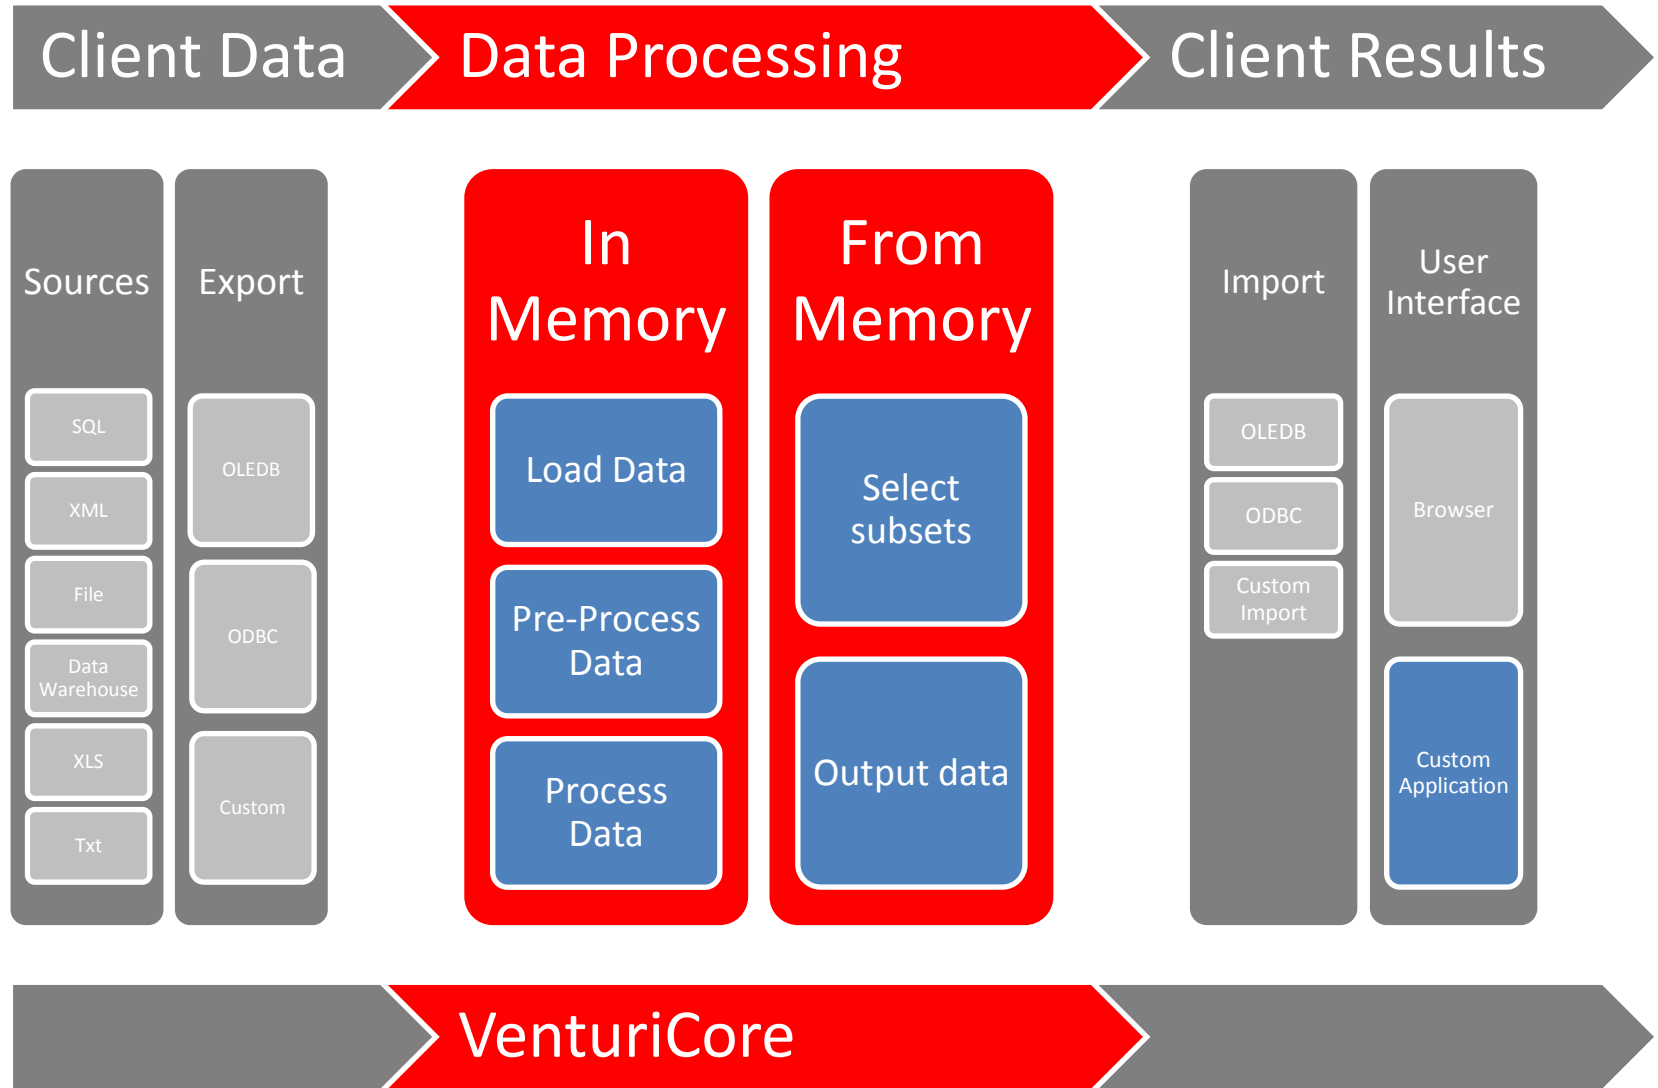 Client Data
Data Processing
Client Results
Sources
SQL
XML
File
Data
Warehouse
XLS
Txt
Export
OLEDB
ODBC
Custom
In
Memory
Load Data
Pre-Process
Data
Process
Data
From
Memory
Select
subsets
Output data
Import
OLEDB
ODBC
Custom
Import
User
Interface
Browser
Custom
Application
VenturiCore